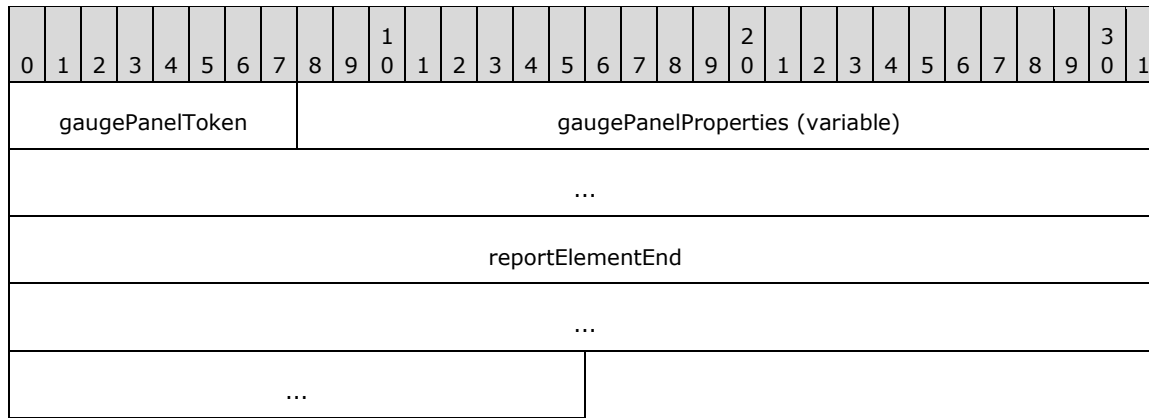 1 2 3
0 1 2 3 4 5 6 7 8 9 0 1 2 3 4 5 6 7 8 9 0 1 2 3 4 5 6 7 8 9 0 1
gaugePanelToken gaugePanelProperties (variable)
...
reportElementEnd
...
...